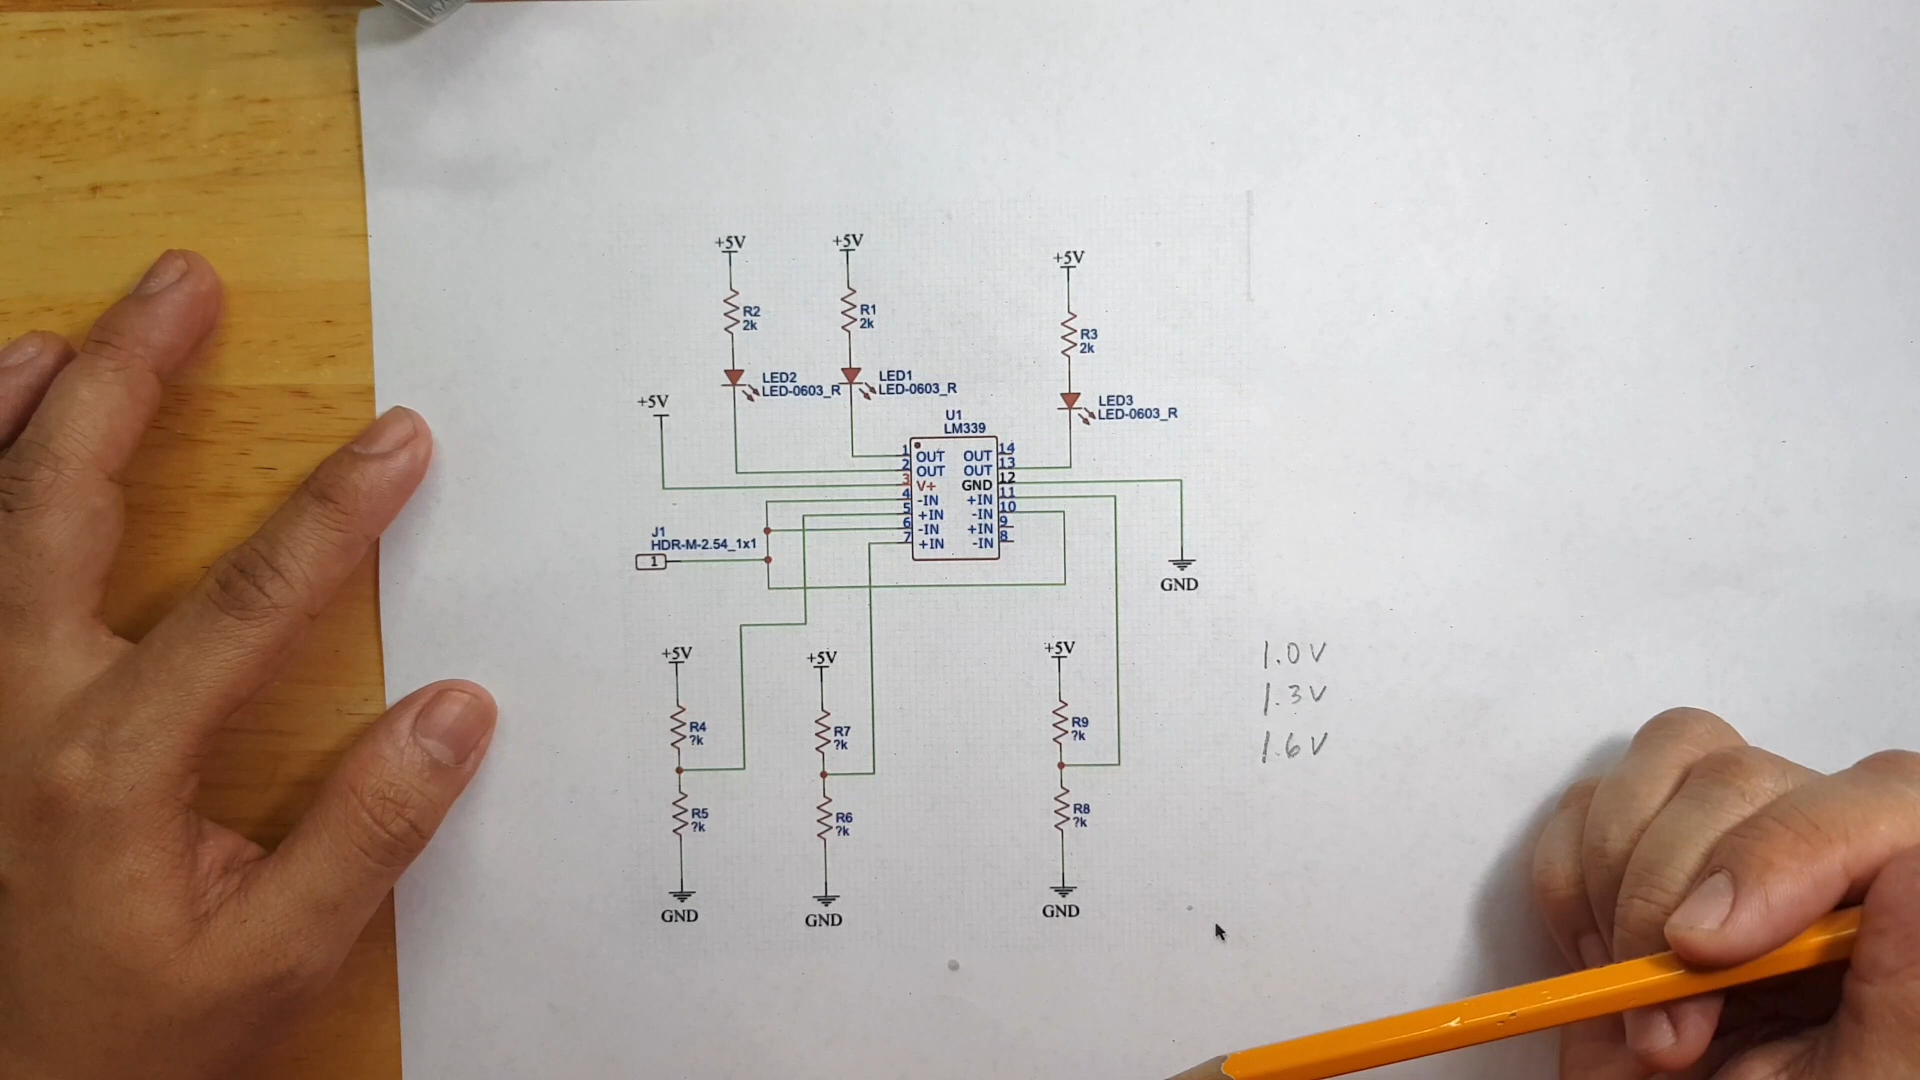 +5V
+5V
+5V
R2
2k
R1
2k
R3
2k
LED2
LED-0603_R
LED1
LED-0603_R
LED3
LED-0603_R
+5V
U1
LM339
1 OUT OUT 14
2 OUT OUT 13
3 V+ GND 12
4 -IN +IN 11
5 +IN -IN 10
6 -IN +IN 9
7 +IN -IN 8
J1
HDR-M-2.54_1x1
1
GND
+5V
+5V
+5V
1.0V
1.3V
1.6V
R4
?k
R7
?k
R9
?k
R5
?k
R6
?k
R8
?k
GND
GND
GND